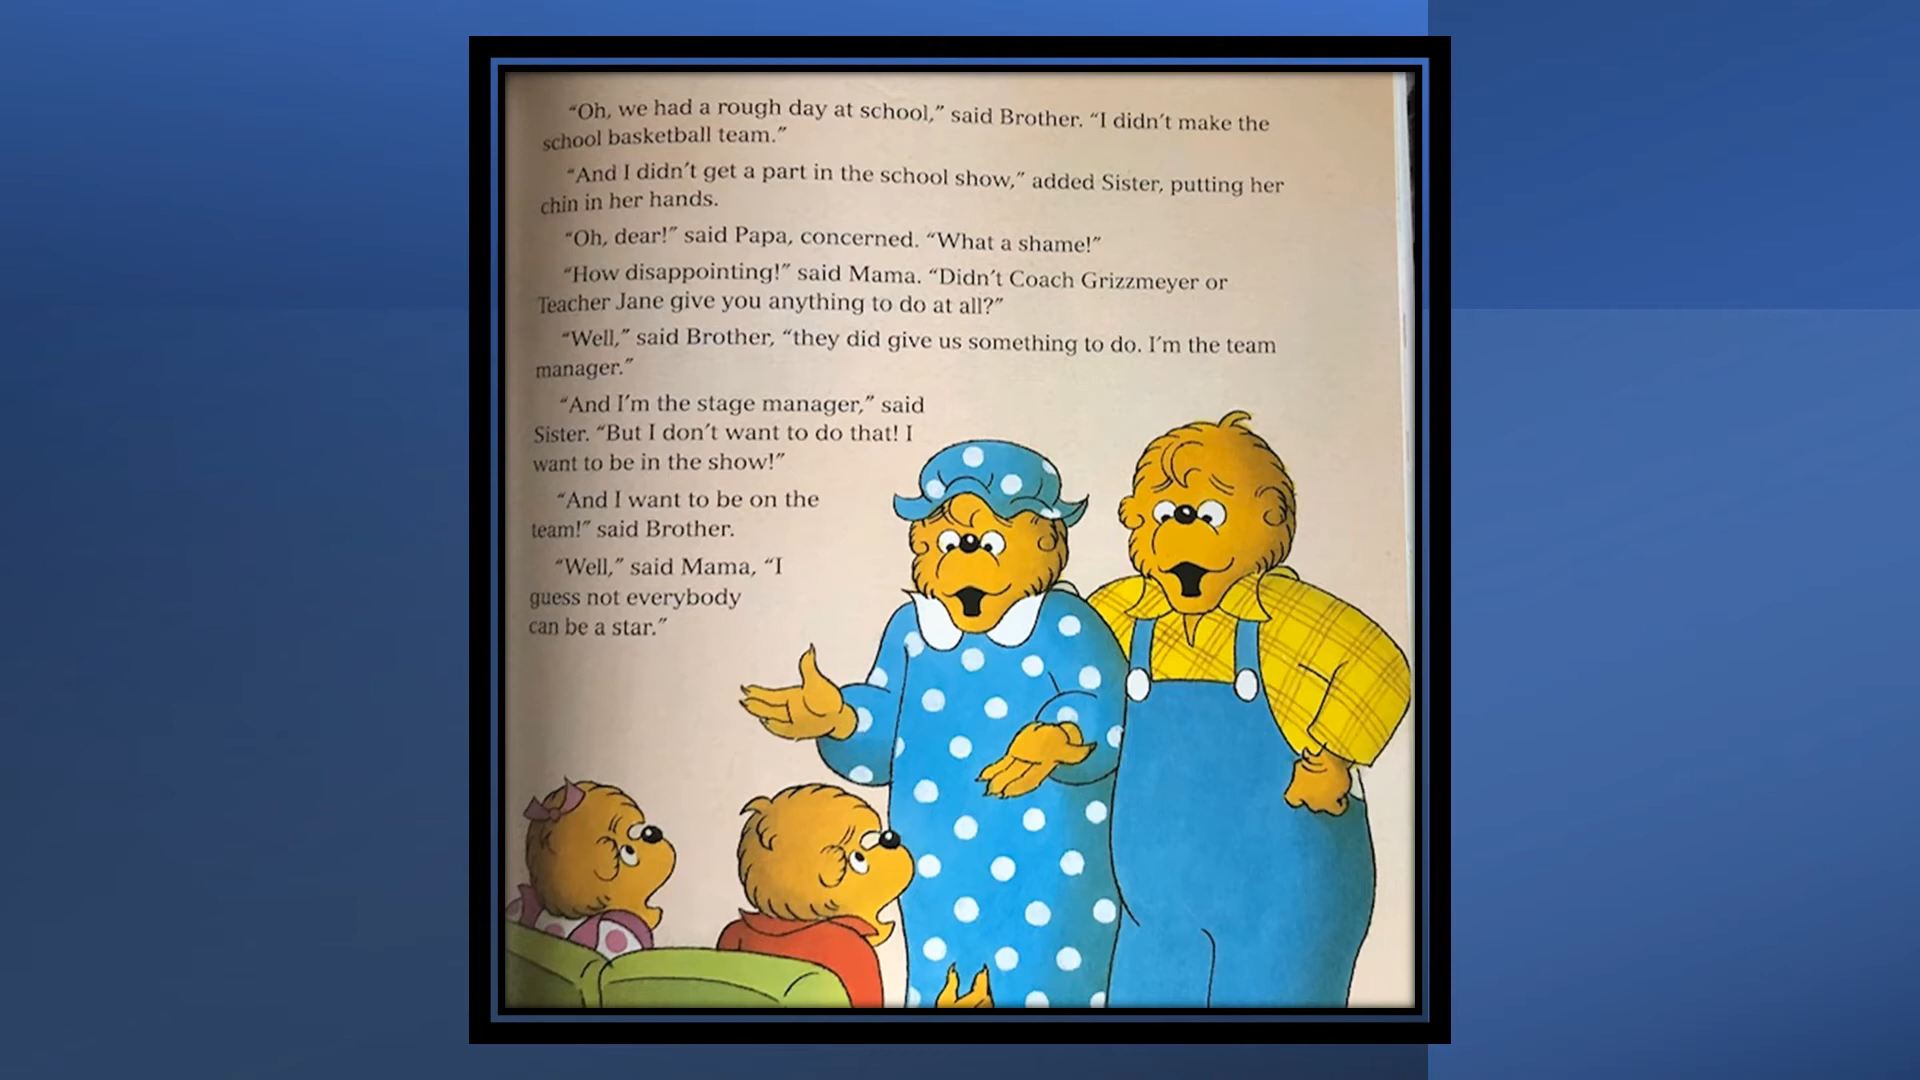 “Oh, we had a rough day at school,” said Brother. “I didn’t make the
school basketball team.”
“And I didn’t get a part in the school show,” added Sister, putting her
chin in her hands.
“Oh, dear!” said Papa, concerned. “What a shame!”
“How disappointing!” said Mama. “Didn’t Coach Grizzmeyer or
Teacher Jane give you anything to do at all?”
“Well,” said Brother, “they did give us something to do. I’m the team
manager.”
“And I’m the stage manager,” said
Sister. “But I don’t want to do that! I
want to be in the show!”
“And I want to be on the
team!” said Brother.
“Well,” said Mama, “I
guess not everybody
can be a star.”